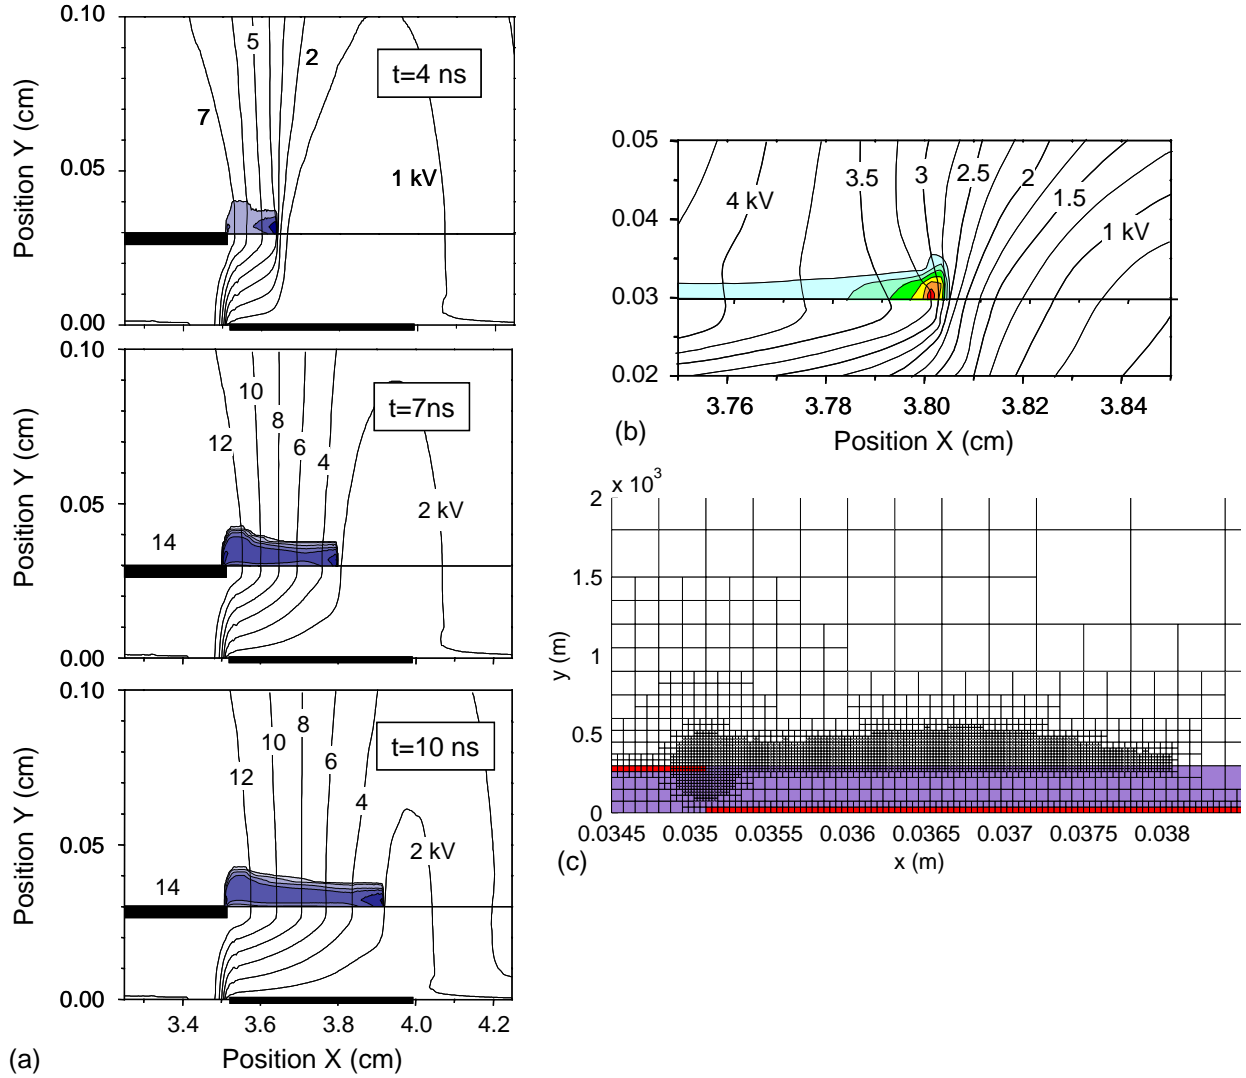 0.10
0.05
0.00
Position Y (cm)
7
5
2
t=4 ns
1 kV
0.10
0.05
0.00
Position Y (cm)
12
10
8
6
4
t=7ns
2 kV
14
0.10
0.05
0.00
Position Y (cm)
12
10
8
6
4
t=10 ns
2 kV
14
3.4 3.6 3.8 4.0 4.2
Position X (cm)
(a)
0.05
0.04
0.03
0.02
4 kV
3.5
3
2.5
2
1.5
1 kV
3.76 3.78 3.80 3.82 3.84
Position X (cm)
(b)
x 10³
2
1.5
1
0.5
0
y (m)
0.0345 0.035 0.0355 0.036 0.0365 0.037 0.0375 0.038
x (m)
(c)